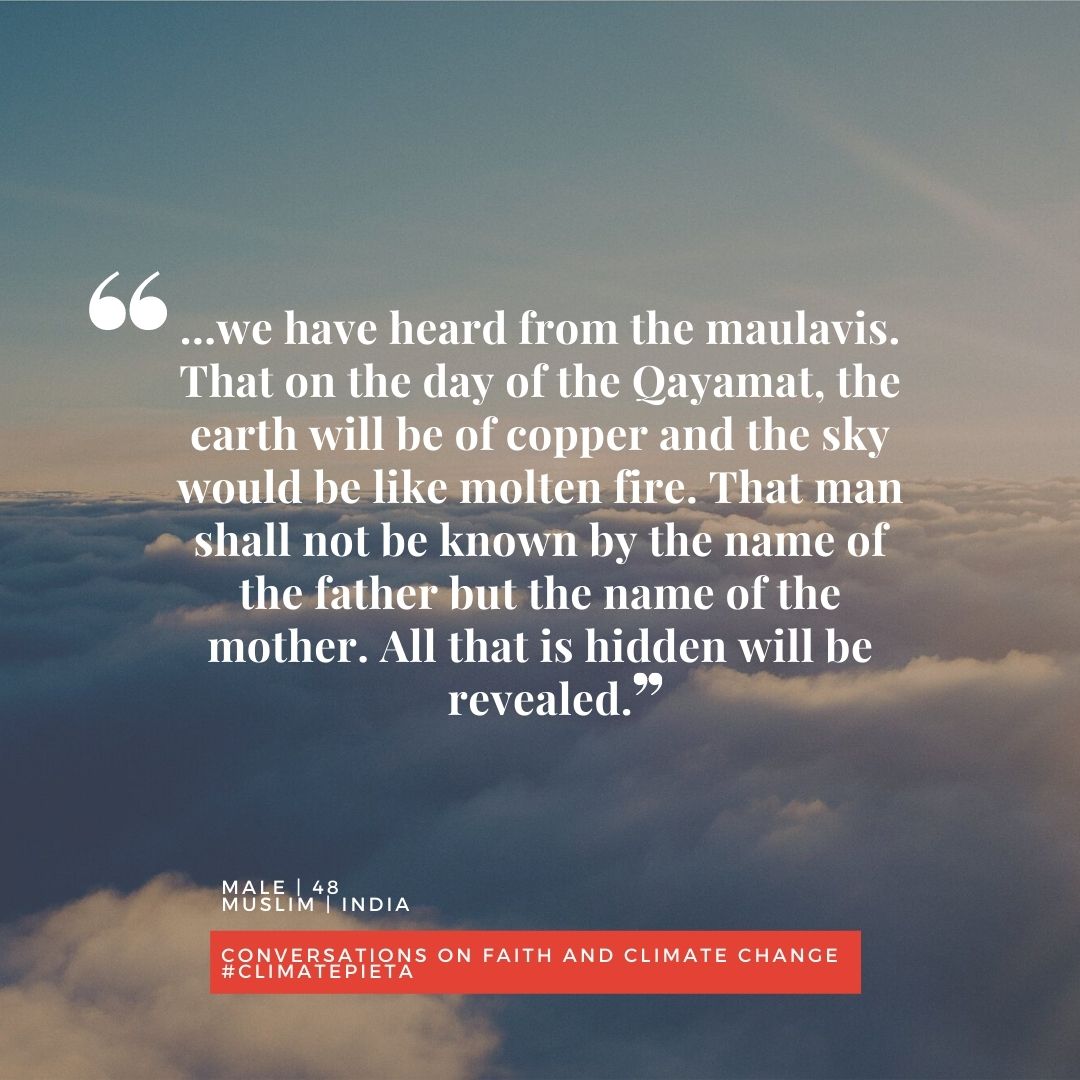 “ ...we have heard from the maulavis.
That on the day of the Qayamat, the
earth will be of copper and the sky
would be like molten fire. That man
shall not be known by the name of
the father but the name of the
mother. All that is hidden will be
revealed.”
MALE | 48
MUSLIM | INDIA
CONVERSATIONS ON FAITH AND CLIMATE CHANGE
#CLIMATEPIETA